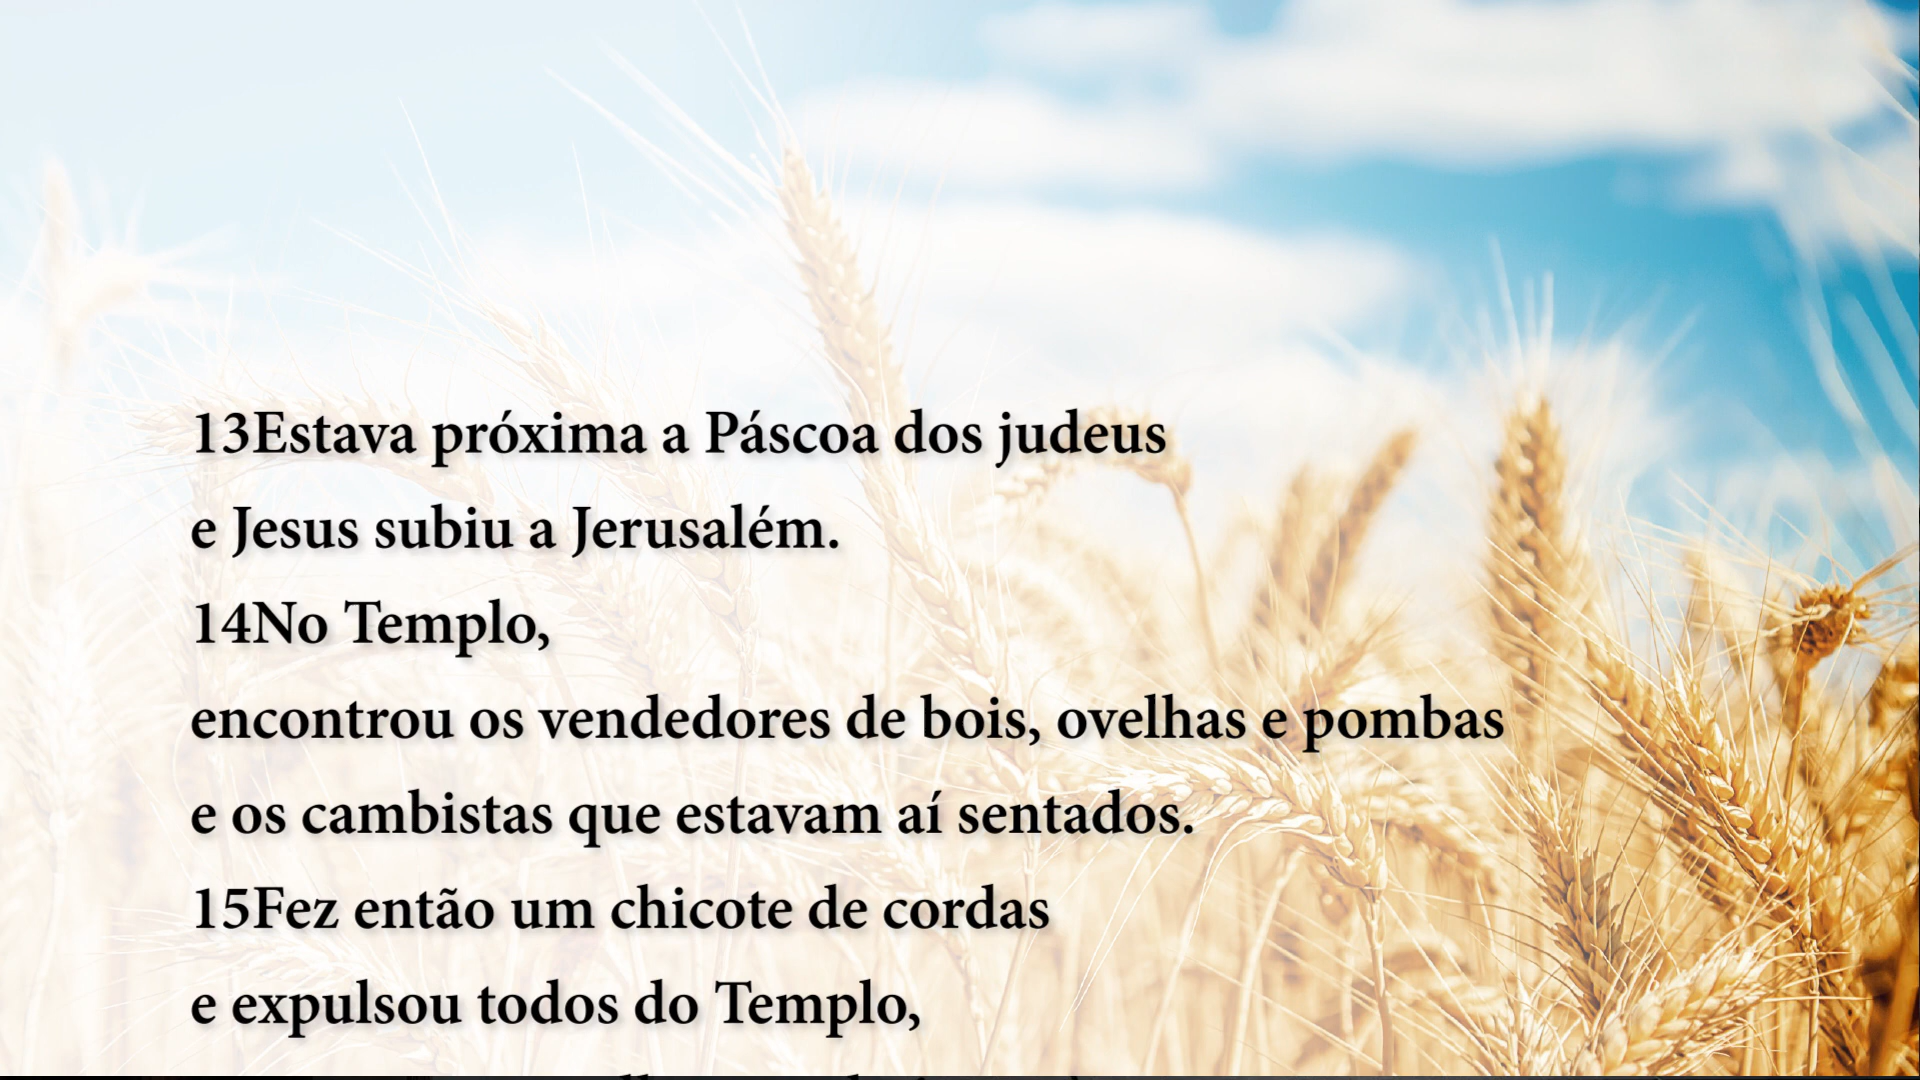 13Estava próxima a Páscoa dos judeus
e Jesus subiu a Jerusalém.
14No Templo,
encontrou os vendedores de bois, ovelhas e pombas
e os cambistas que estavam aí sentados.
15Fez então um chicote de cordas
e expulsou todos do Templo,